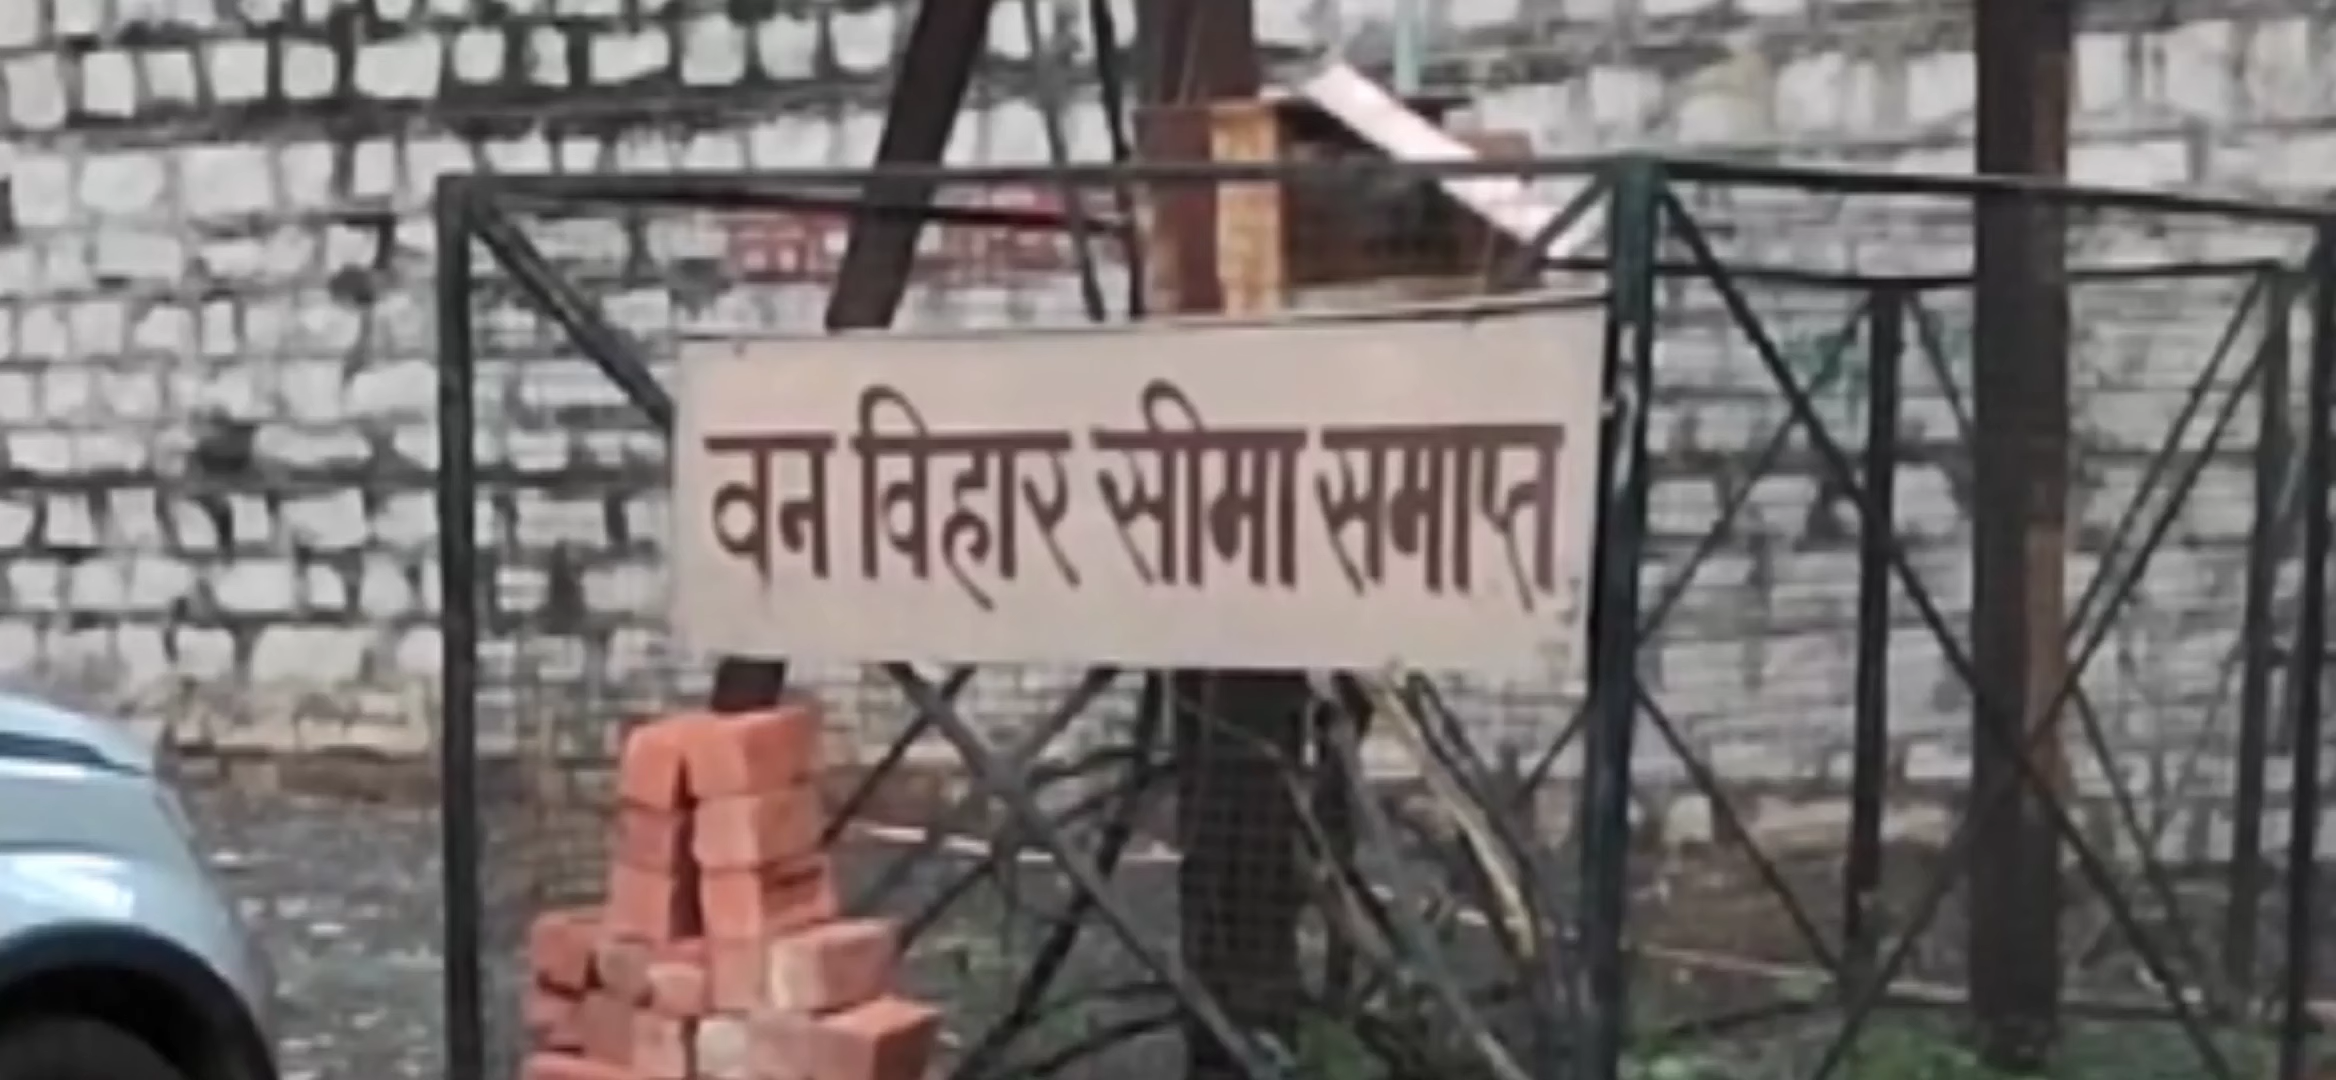 वन विहार सीमा समाप्त